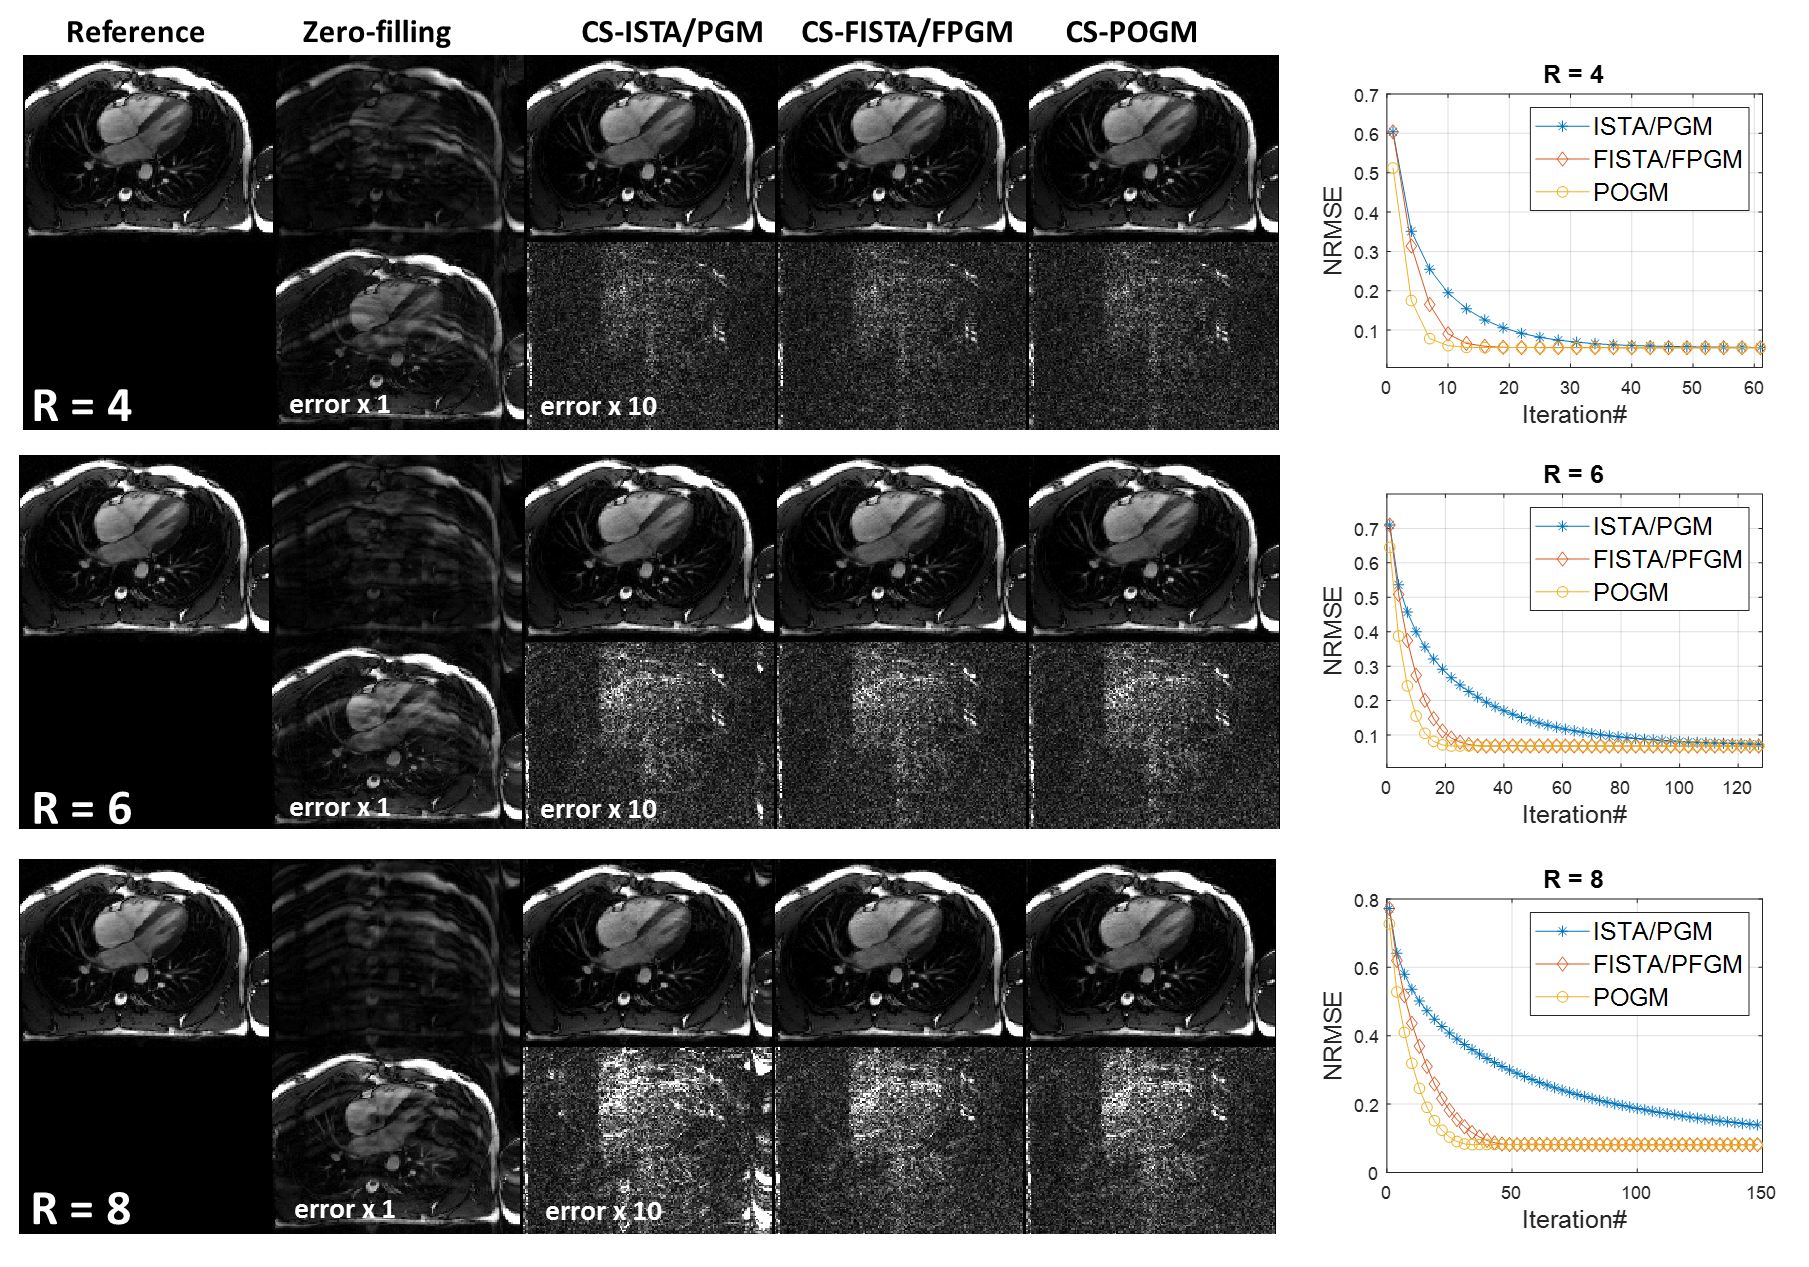 Reference Zero-filling CS-ISTA/PGM CS-FISTA/FPGM CS-POGM
R = 4
error x 1
error x 10
R = 4
NRMSE
0.7
0.6
0.5
0.4
0.3
0.2
0.1
ISTA/PGM
FISTA/FPGM
POGM
0 10 20 30 40 50 60
Iteration#
R = 6
error x 1
error x 10
R = 6
NRMSE
0.7
0.6
0.5
0.4
0.3
0.2
0.1
ISTA/PGM
FISTA/PFGM
POGM
0 20 40 60 80 100 120
Iteration#
R = 8
error x 1
error x 10
R = 8
NRMSE
0.8
0.6
0.4
0.2
0
ISTA/PGM
FISTA/PFGM
POGM
0 50 100 150
Iteration#